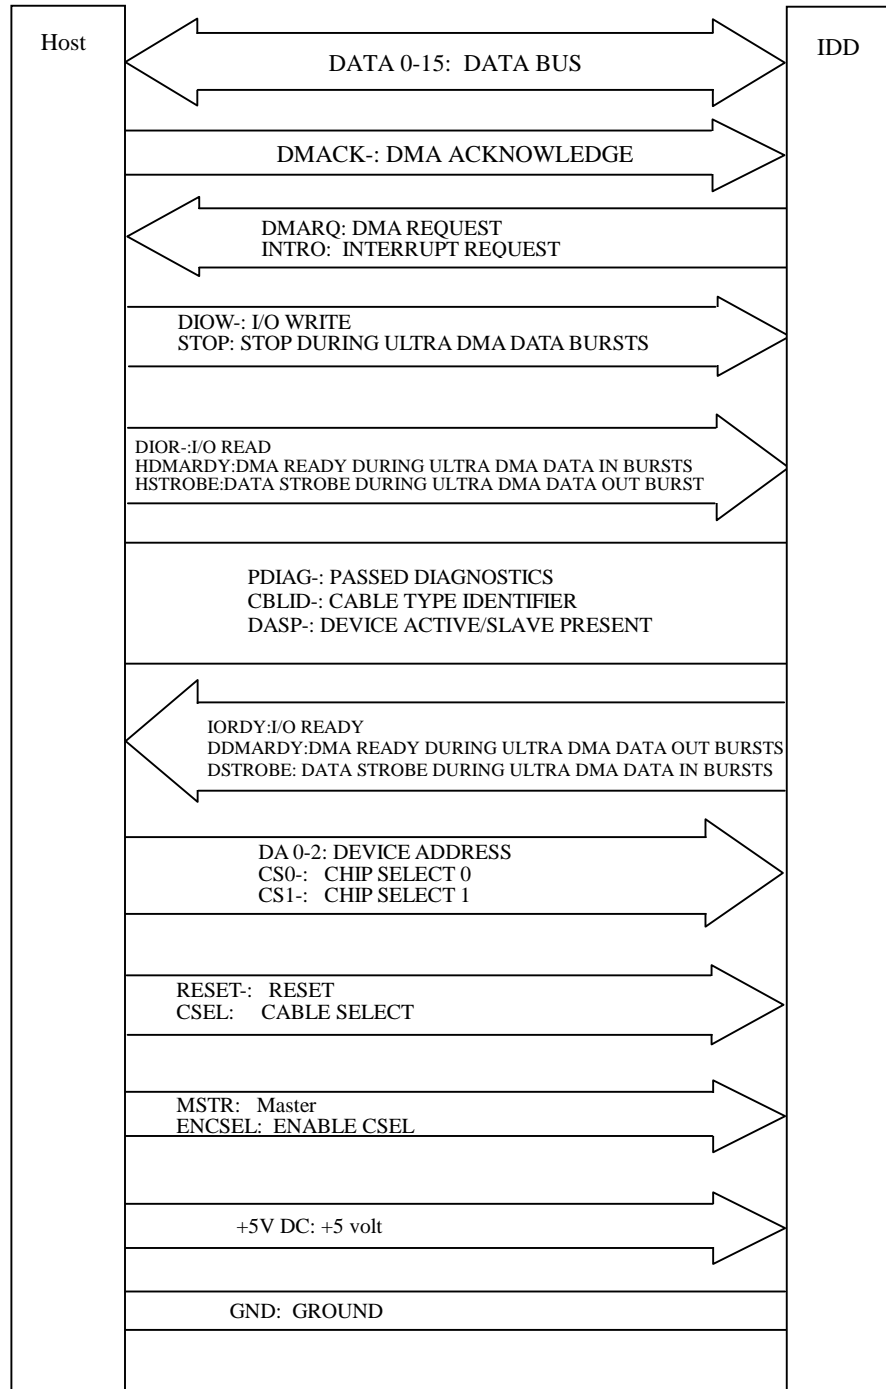 Host
IDD
DATA 0-15: DATA BUS
DMACK-: DMA ACKNOWLEDGE
DMARQ: DMA REQUEST
INTRO: INTERRUPT REQUEST
DIOW-: I/O WRITE
STOP: STOP DURING ULTRA DMA DATA BURSTS
DIOR-:I/O READ
HDMARDY:DMA READY DURING ULTRA DMA DATA IN BURSTS
HSTROBE:DATA STROBE DURING ULTRA DMA DATA OUT BURST
PDIAG-: PASSED DIAGNOSTICS
CBLID-: CABLE TYPE IDENTIFIER
DASP-: DEVICE ACTIVE/SLAVE PRESENT
IORDY:I/O READY
DDMARDY:DMA READY DURING ULTRA DMA DATA OUT BURSTS
DSTROBE: DATA STROBE DURING ULTRA DMA DATA IN BURSTS
DA 0-2: DEVICE ADDRESS
CS0-: CHIP SELECT 0
CS1-: CHIP SELECT 1
RESET-: RESET
CSEL: CABLE SELECT
MSTR: Master
ENCSEL: ENABLE CSEL
+5V DC: +5 volt
GND: GROUND